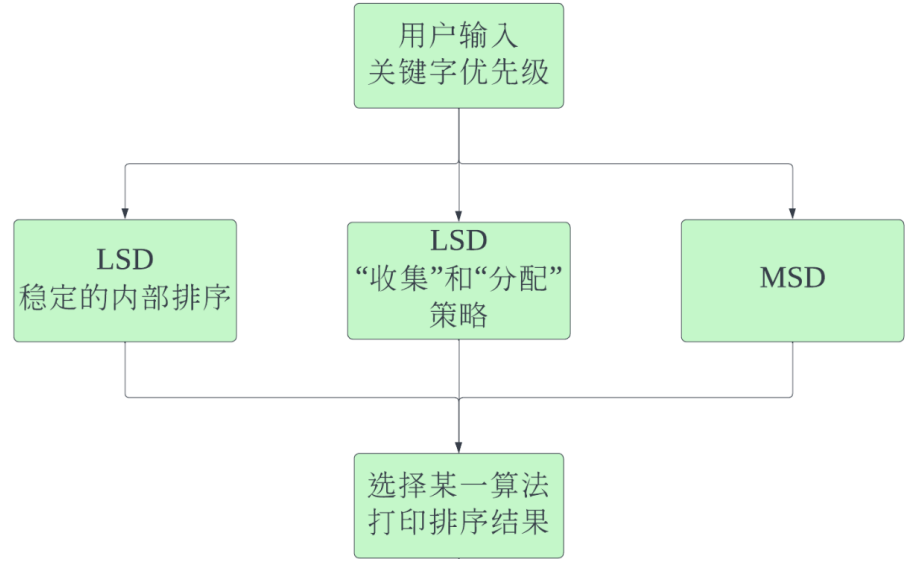 用户输入
关键字优先级
LSD
稳定的内部排序
LSD
“收集”和“分配”
策略
MSD
选择某一算法
打印排序结果